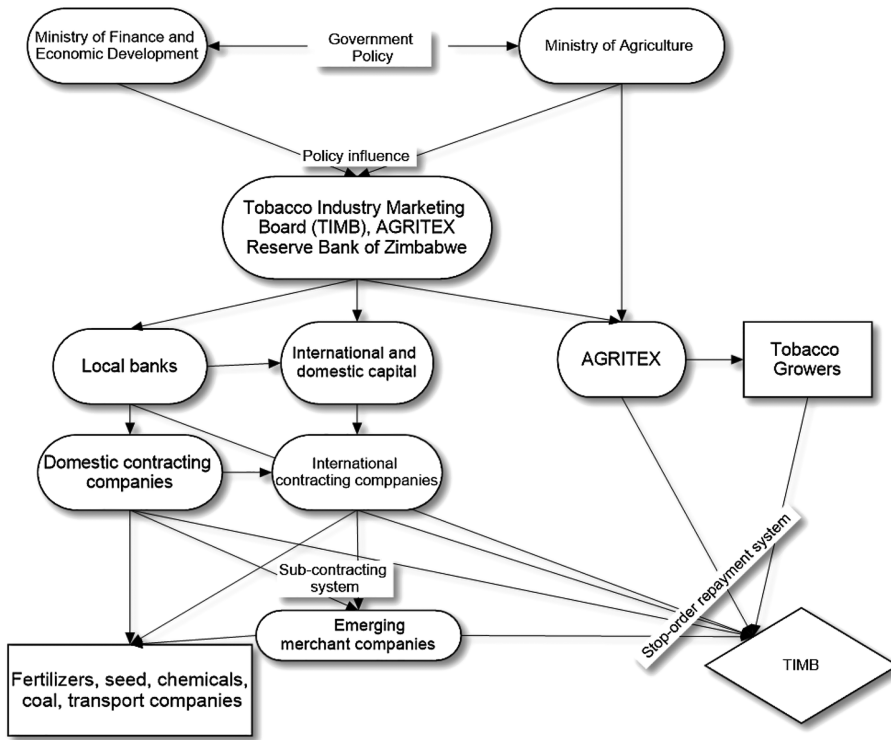 Ministry of Finance and
Economic Development
Government
Policy
Ministry of Agriculture
Policy influence
Tobacco Industry Marketing
Board (TIMB), AGRITEX
Reserve Bank of Zimbabwe
Local banks
International and
domestic capital
AGRITEX
Tobacco
Growers
Domestic contracting
companies
International
contracting comppanies
Sub-contracting
system
Stop-order repayment system
Emerging
merchant companies
Fertilizers, seed, chemicals,
coal, transport companies
TIMB